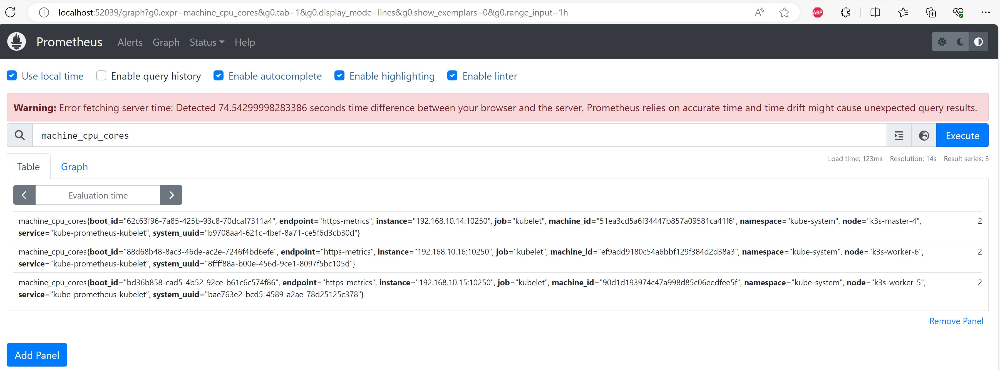 localhost:52039/graph?g0.expr=machine_cpu_cores&g0.tab=1&g0.display_mode=lines&g0.show_exemplars=0&g0.range_input=1h
A
ABP
Prometheus Alerts Graph Status Help
Use local time Enable query history Enable autocomplete Enable highlighting Enable linter
Warning: Error fetching server time: Detected 74.54299998283386 seconds time difference between your browser and the server. Prometheus relies on accurate time and time drift might cause unexpected query results.
machine_cpu_cores
Execute
Table Graph
Load time: 123ms Resolution: 14s Result series: 3
Evaluation time
machine_cpu_cores{boot_id="62c63f96-7a85-425b-93c8-70dcaf7311a4", endpoint="https-metrics", instance="192.168.10.14:10250", job="kubelet", machine_id="51ea3cd5a6f34447b857a09581ca41f6", namespace="kube-system", node="k3s-master-4", 2
service="kube-prometheus-kubelet", system_uuid="b9708aa4-621c-4bef-8a71-ce5f6d3cb30d"}
machine_cpu_cores{boot_id="88d68b48-8ac3-46de-ac2e-7246f4bd6efe", endpoint="https-metrics", instance="192.168.10.16:10250", job="kubelet", machine_id="ef9add9180c54a6bbf129f384d2d38a3", namespace="kube-system", node="k3s-worker-6", 2
service="kube-prometheus-kubelet", system_uuid="8ffff88a-b00e-456d-9ce1-8097f5bc105d"}
machine_cpu_cores{boot_id="bd36b858-cad5-4b52-92ce-b61c6c574f86", endpoint="https-metrics", instance="192.168.10.15:10250", job="kubelet", machine_id="90d1d193974c47a998d85c06eedfee5f", namespace="kube-system", node="k3s-worker-5", 2
service="kube-prometheus-kubelet", system_uuid="bae763e2-bcd5-4589-a2ae-78d25125c378"}
Remove Panel
Add Panel